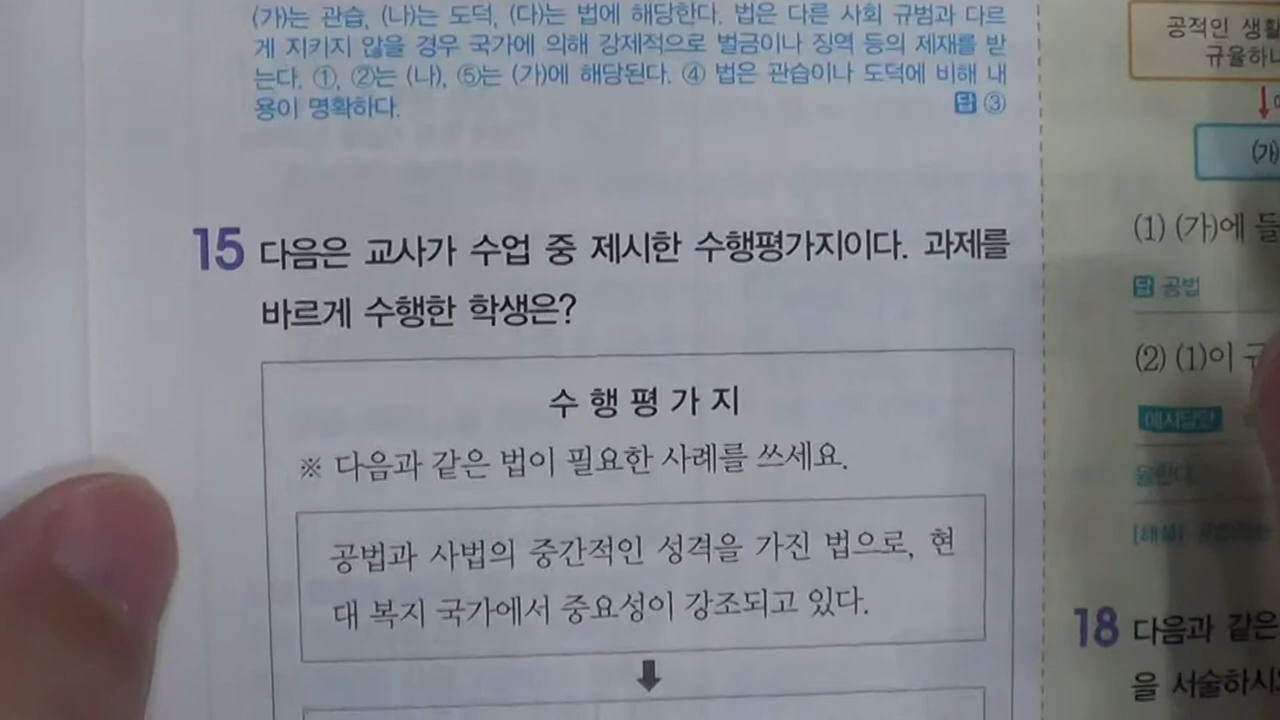 (가)는 관습, (나)는 도덕, (다)는 법에 해당한다. 법은 다른 사회 규범과 다르
게 지키지 않을 경우 국가에 의해 강제적으로 벌금이나 징역 등의 제재를 받
는다. ①, ②는 (나), ⑤는 (가)에 해당된다. ④ 법은 관습이나 도덕에 비해 내
용이 명확하다.
답 ③
15 다음은 교사가 수업 중 제시한 수행평가지이다. 과제를
바르게 수행한 학생은?
수 행 평 가 지
※ 다음과 같은 법이 필요한 사례를 쓰세요.
공법과 사법의 중간적인 성격을 가진 법으로, 현
대 복지 국가에서 중요성이 강조되고 있다.
공적인 생활
규율하
(가)
(1) (가)에 들
답 공법
(2) (1)이
예시답안
[해설]
18 다음과 같은
을 서술하시